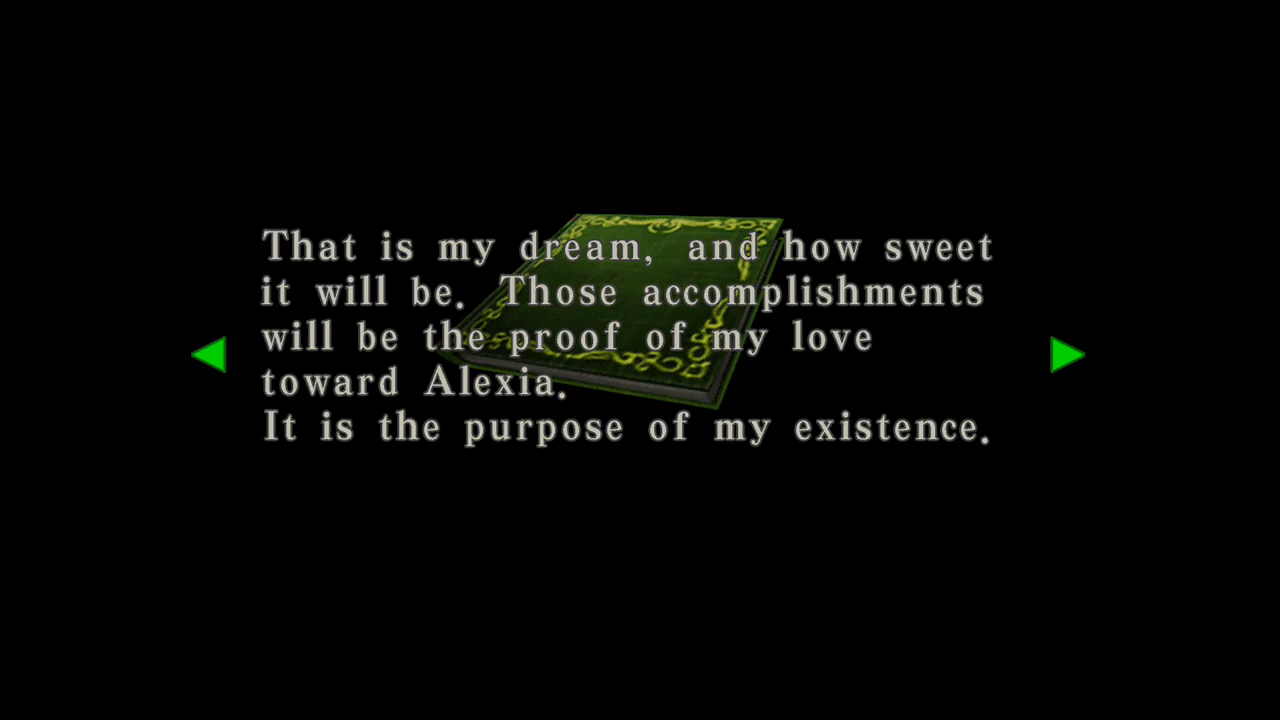 That is my dream, and how sweet
it will be. Those accomplishments
will be the proof of my love
toward Alexia.
It is the purpose of my existence.